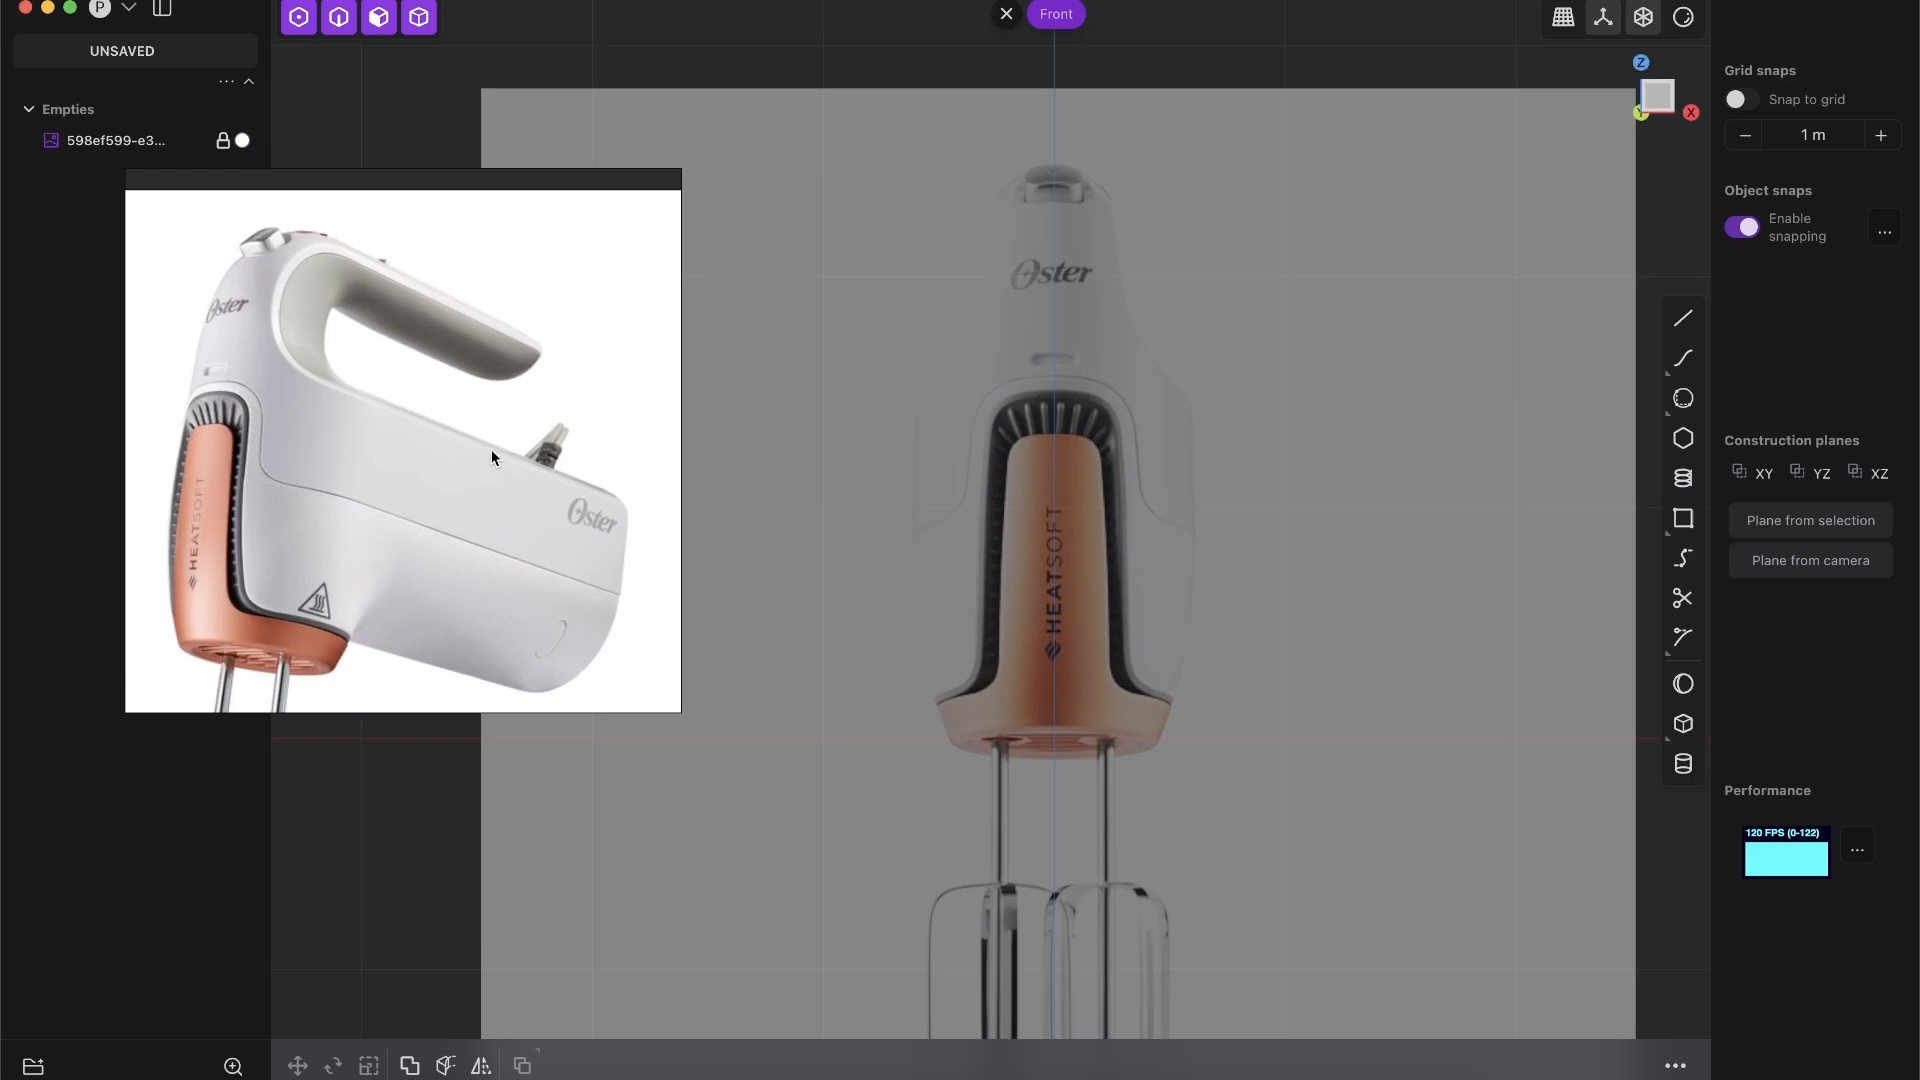 P
Front
UNSAVED
Z
X
Y
Empties
598ef599-e3...
Grid snaps
Snap to grid
1 m
Object snaps
Enable
snapping
Oster
Oster
Oster
HEATSOFT
HEATSOFT
Construction planes
XY YZ XZ
Plane from selection
Plane from camera
Performance
120 FPS (0-122)